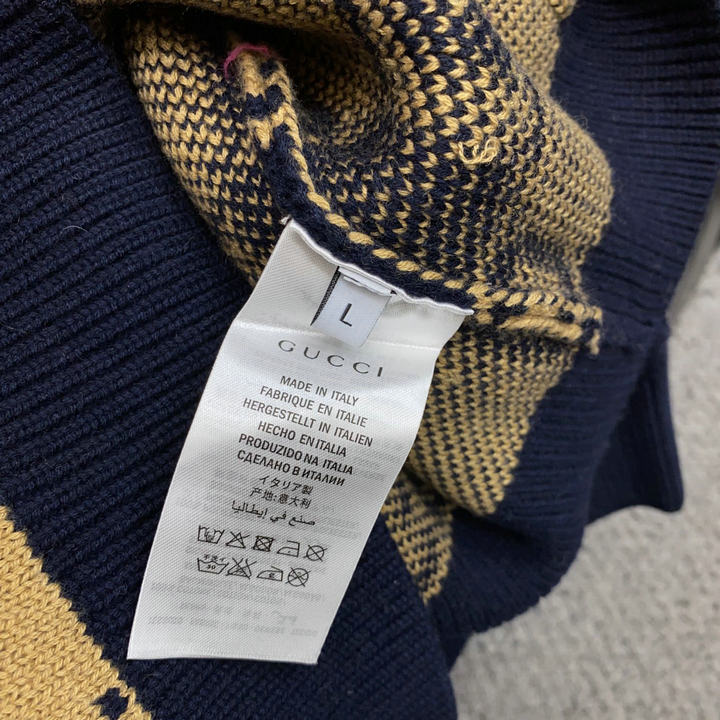 L
GUCCI
MADE IN ITALY
FABRIQUE EN ITALIE
HERGESTELLT IN ITALIEN
HECHO EN ITALIA
PRODUZIDO NA ITALIA
СДЕЛАНО В ИТАЛИИ
イタリア製
产地:意大利
صنع في إيطاليا